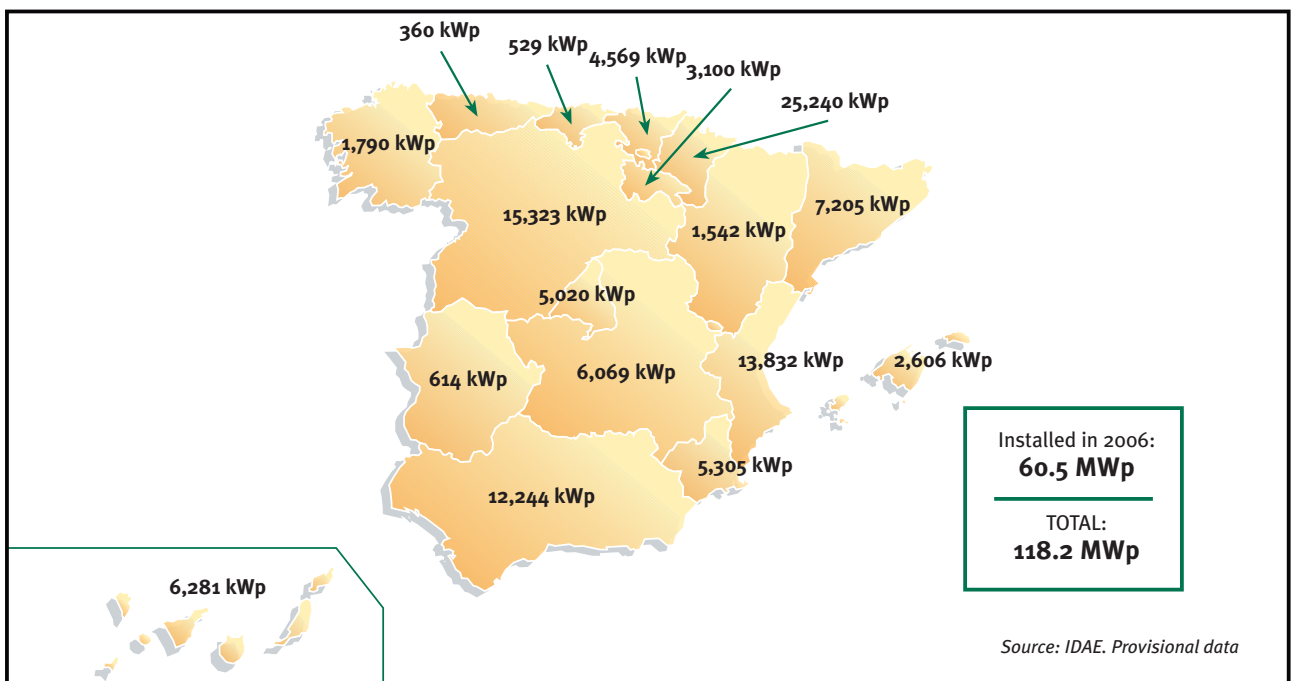 360 kWp
529 kWp
4,569 kWp
3,100 kWp
25,240 kWp
1,790 kWp
15,323 kWp
1,542 kWp
7,205 kWp
5,020 kWp
614 kWp
6,069 kWp
13,832 kWp
2,606 kWp
5,305 kWp
12,244 kWp
6,281 kWp
Installed in 2006:
60.5 MWp
TOTAL:
118.2 MWp
Source: IDAE. Provisional data